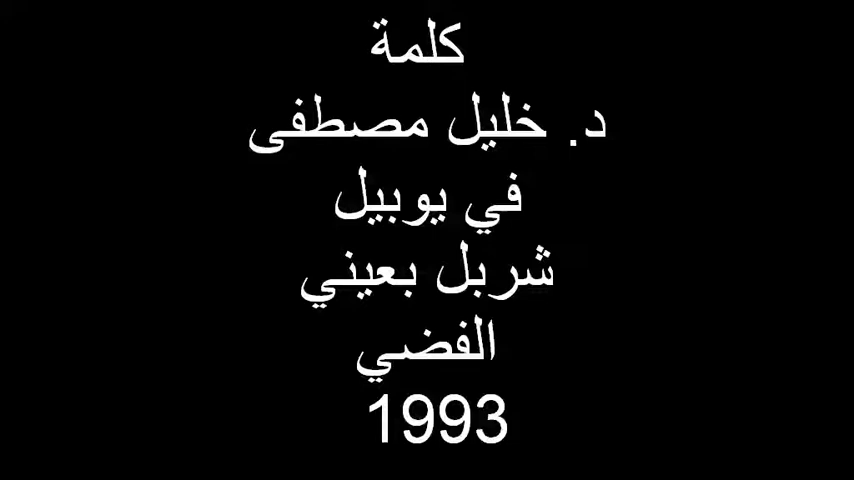 كلمة
د. خليل مصطفى
في يوبيل
شربل بعيني
الفضي
1993